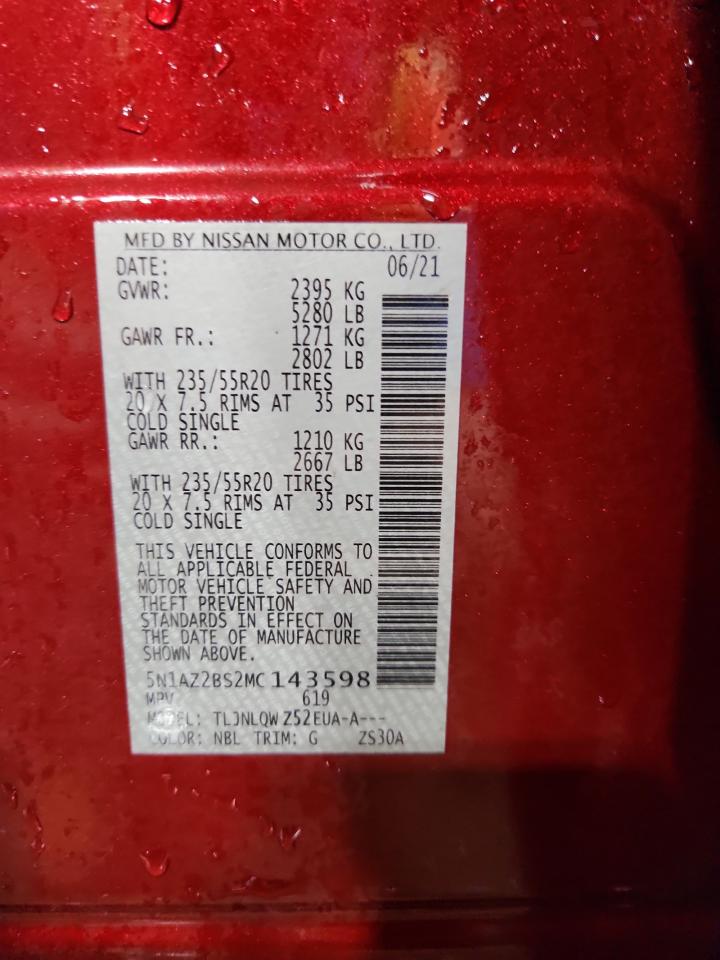 MFD BY NISSAN MOTOR CO., LTD.
DATE: 06/21
GVWR: 2395 KG
5280 LB
GAWR FR.: 1271 KG
2802 LB
WITH 235/55R20 TIRES
20 X 7.5 RIMS AT 35 PSI
COLD SINGLE
GAWR RR.: 1210 KG
2667 LB
WITH 235/55R20 TIRES
20 X 7.5 RIMS AT 35 PSI
COLD SINGLE
THIS VEHICLE CONFORMS TO
ALL APPLICABLE FEDERAL
MOTOR VEHICLE SAFETY AND
THEFT PREVENTION
STANDARDS IN EFFECT ON
THE DATE OF MANUFACTURE
SHOWN ABOVE.
5N1AZ2BS2MC143598
MPV 619
MODEL: Z52EUA-A---
COLOR: NBL TRIM: G ZS30A